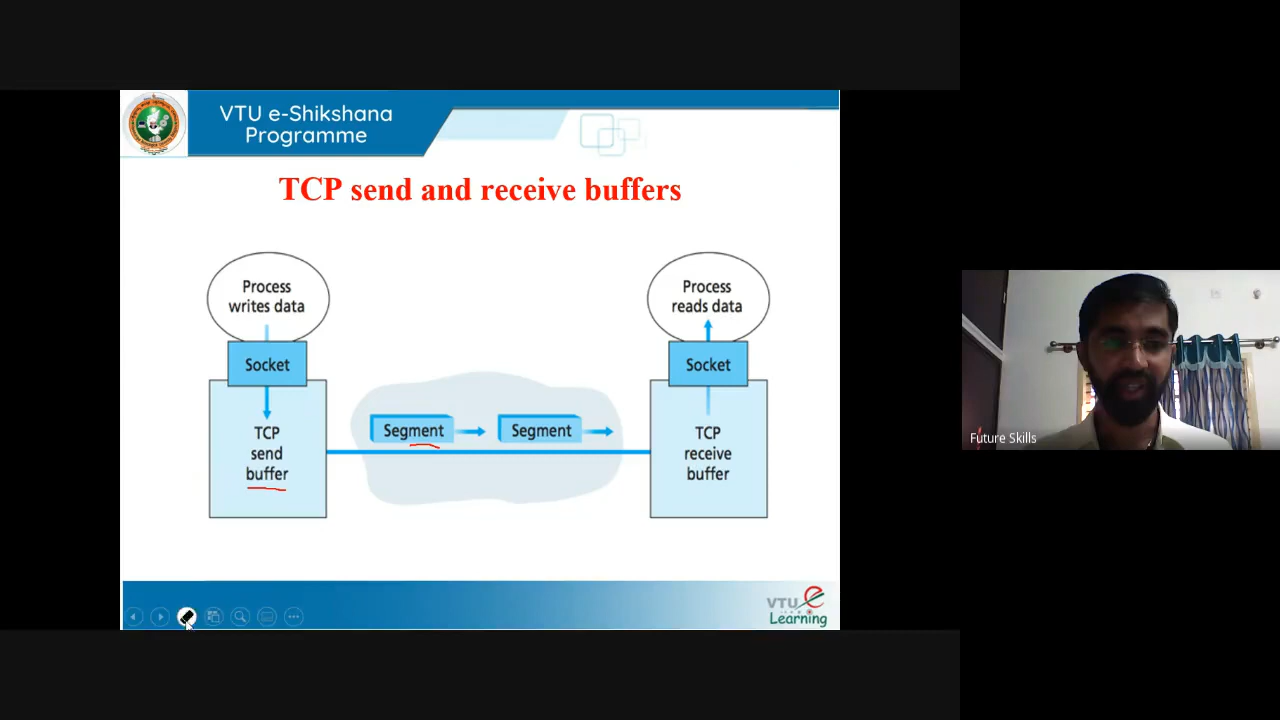 VTU e-Shikshana
Programme
TCP send and receive buffers
Process
writes data
Process
reads data
Socket
Socket
Segment
Segment
TCP
send
buffer
TCP
receive
buffer
Future Skills
VTU e
Learning